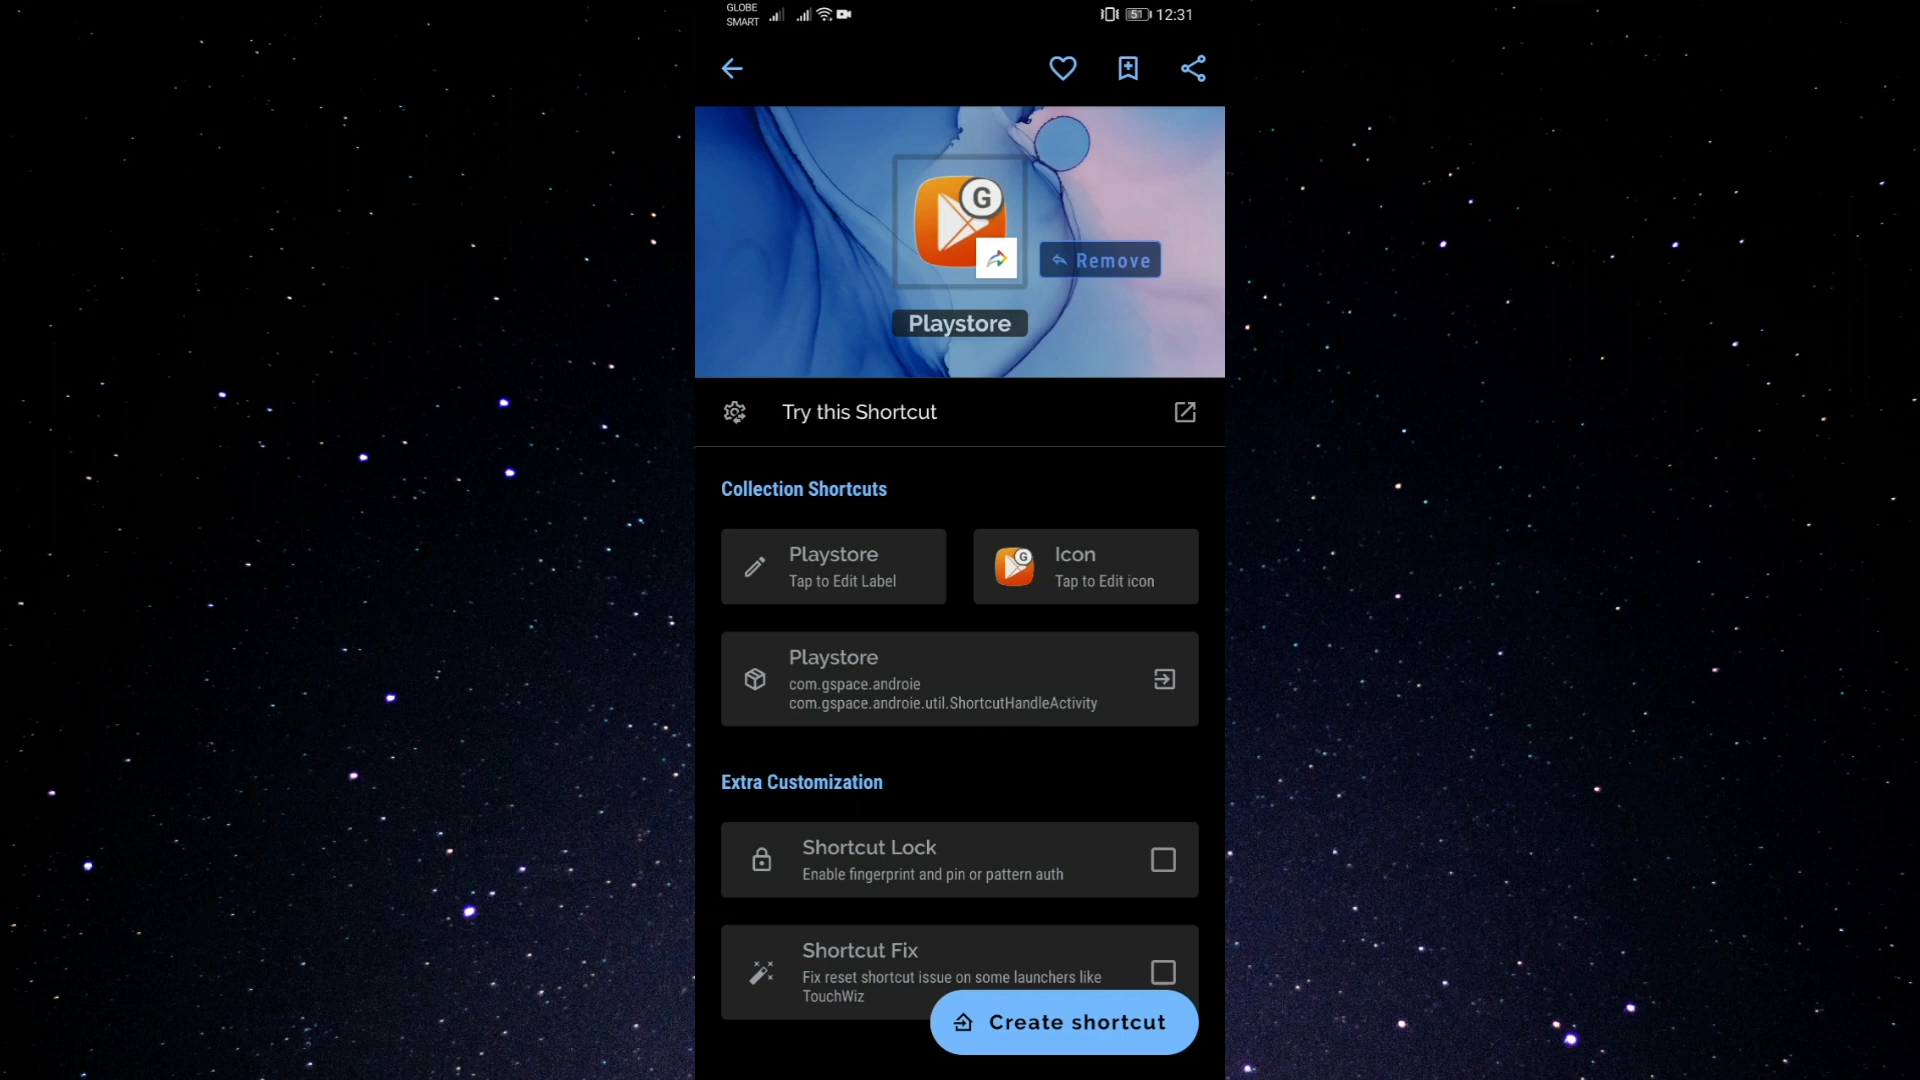 GLOBE
SMART
51
12:31
G
Remove
Playstore
Try this Shortcut
Collection Shortcuts
Playstore
Tap to Edit Label
G
Icon
Tap to Edit icon
Playstore
com.gspace.androie
com.gspace.androie.util.ShortcutHandleActivity
Extra Customization
Shortcut Lock
Enable fingerprint and pin or pattern auth
Shortcut Fix
Fix reset shortcut issue on some launchers like
TouchWiz
Create shortcut